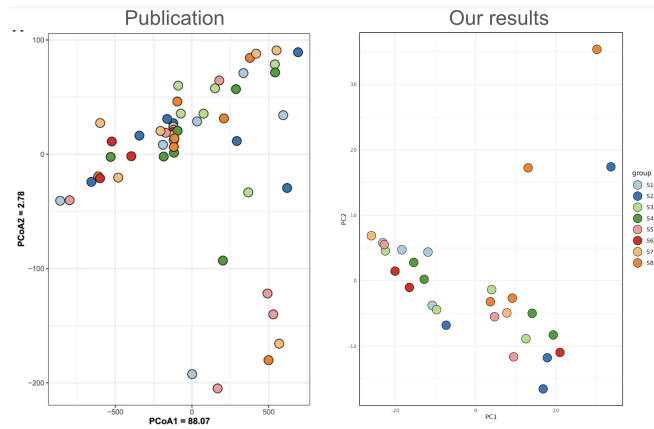 Publication
Our results
100
0
−100
−200
−500
0
500
PCoA2 = 2.78
PCoA1 = 88.07
30
20
10
0
-10
-20
0
20
PC2
PC1
group
S1
S2
S3
S4
S5
S6
S7
S8